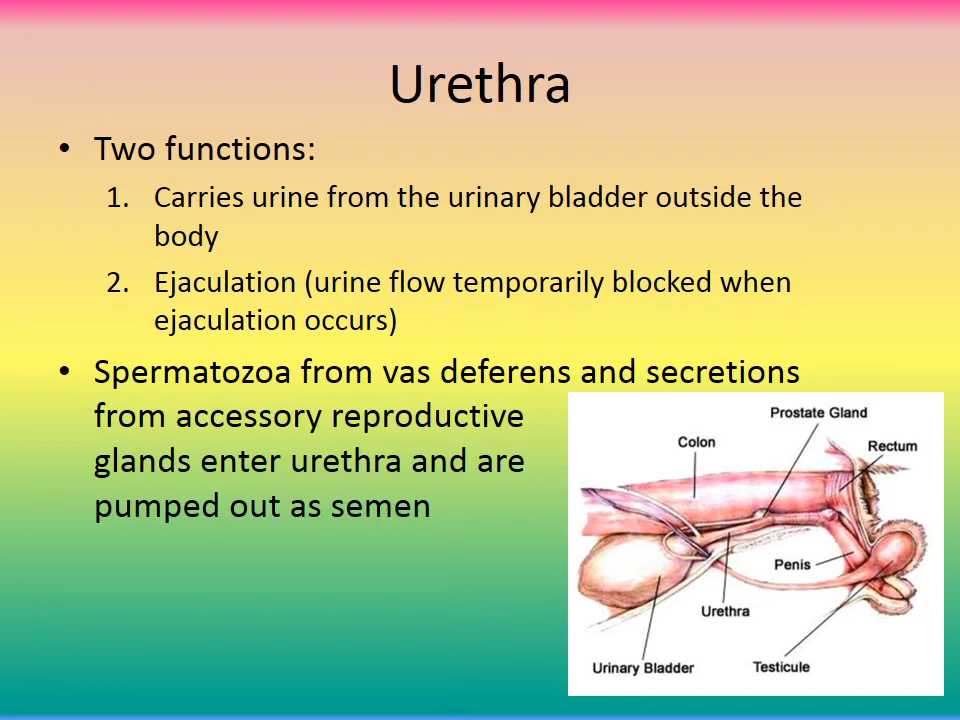 Urethra
• Two functions:
1. Carries urine from the urinary bladder outside the
body
2. Ejaculation (urine flow temporarily blocked when
ejaculation occurs)
• Spermatozoa from vas deferens and secretions
from accessory reproductive
glands enter urethra and are
pumped out as semen
Prostate Gland
Colon
Rectum
Penis
Urethra
Urinary Bladder
Testicule